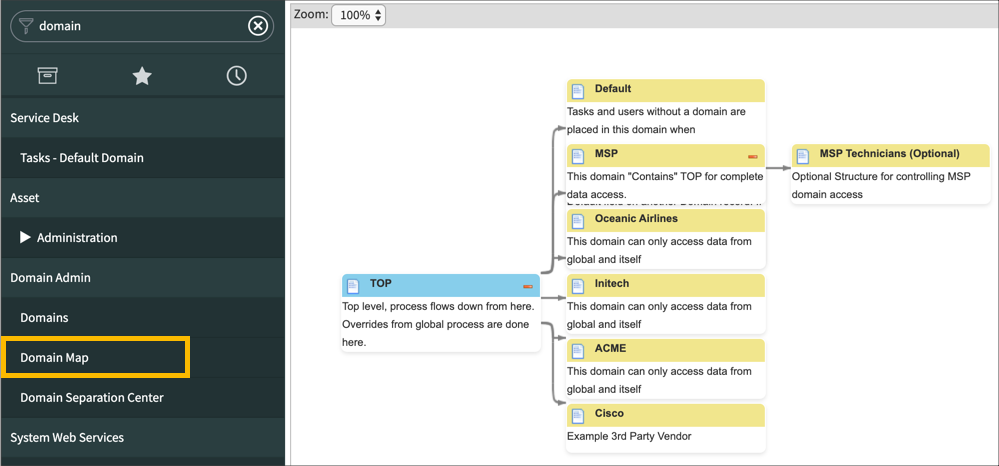 domain
Service Desk
Tasks - Default Domain
Asset
Administration
Domain Admin
Domains
Domain Map
Domain Separation Center
System Web Services
Zoom: 100%
TOP
Top level, process flows down from here.
Overrides from global process are done
here.
Default
Tasks and users without a domain are
placed in this domain when
MSP
This domain "Contains" TOP for complete
data access.
Oceanic Airlines
This domain can only access data from
global and itself
Initech
This domain can only access data from
global and itself
ACME
This domain can only access data from
global and itself
Cisco
Example 3rd Party Vendor
MSP Technicians (Optional)
Optional Structure for controlling MSP
domain access